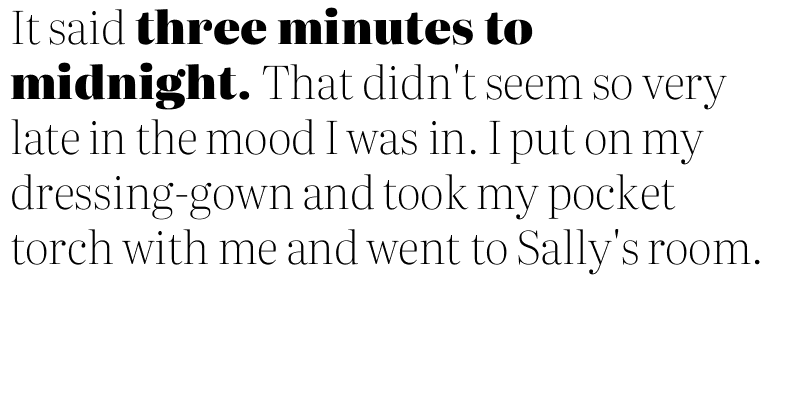 It said three minutes to
midnight. That didn't seem so very
late in the mood I was in. I put on my
dressing-gown and took my pocket
torch with me and went to Sally's room.